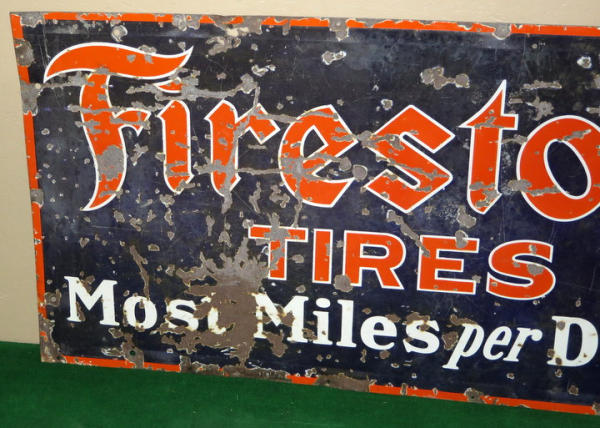 Firesto
TIRES
Most Miles per D